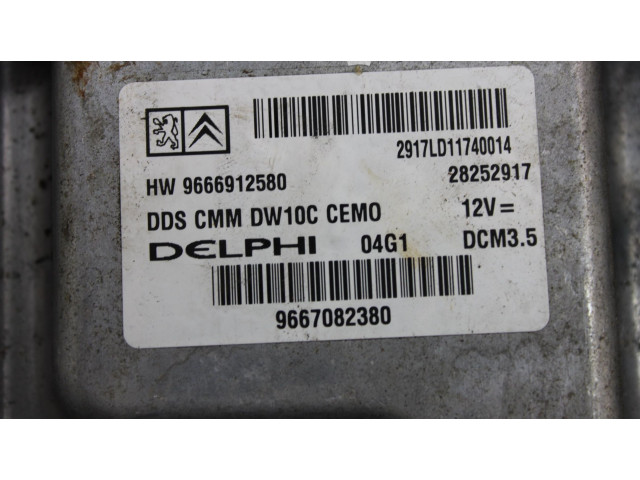 2917LD11740014
HW 9666912580 28252917
DDS CMM DW10C CEMO 12V=
DELPHI 04G1 DCM3.5
9667082380